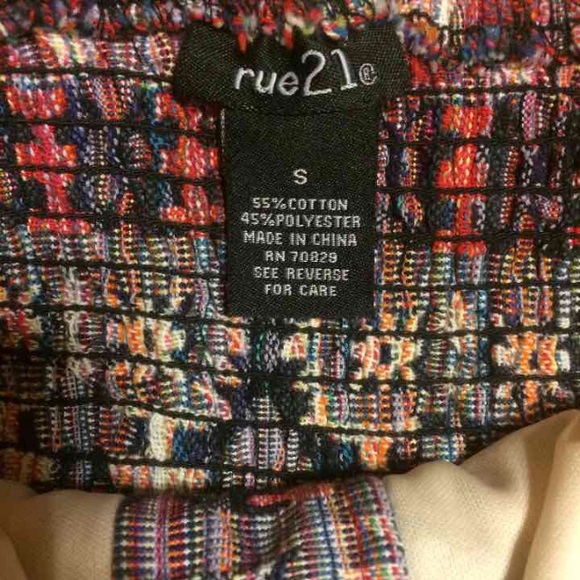 rue21®
S
55%COTTON
45%POLYESTER
MADE IN CHINA
RN 70829
SEE REVERSE
FOR CARE